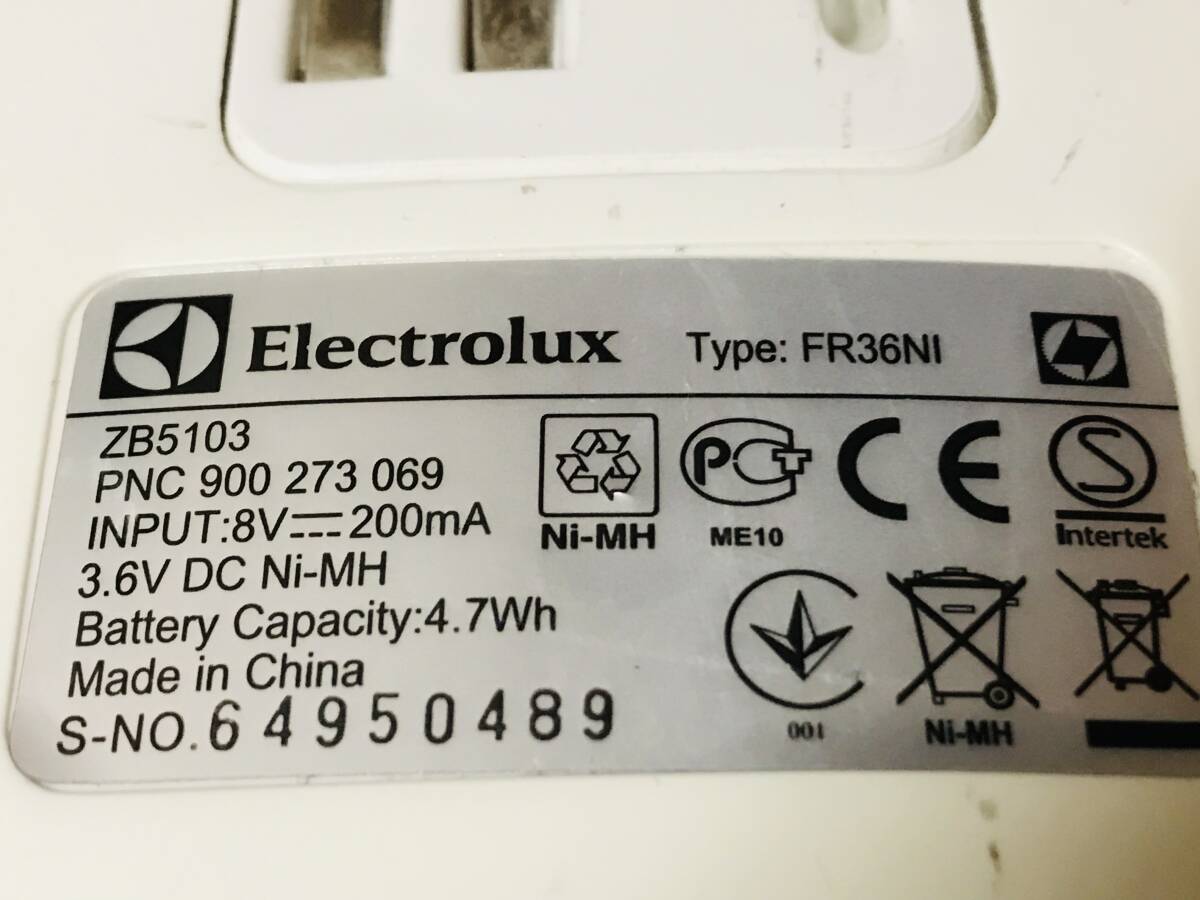 Electrolux Type: FR36NI
ZB5103
PNC 900 273 069
INPUT:8V⎓200mA
3.6V DC Ni-MH
Battery Capacity:4.7Wh
Made in China
S-NO. 64950489
Ni-MH
PCT
ME10
CE
S
Intertek
001
Ni-MH